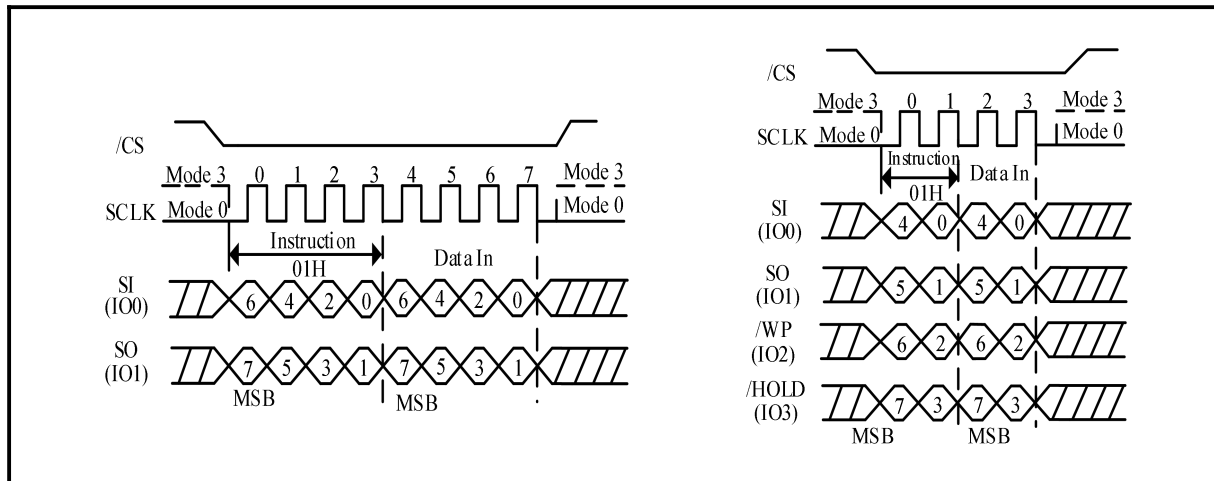 /CS
Mode 3 0 1 2 3 4 5 6 7 Mode 3
SCLK Mode 0 Mode 0
Instruction
01H Data In
SI
(IO0) 6 4 2 0 6 4 2 0
SO
(IO1) 7 5 3 1 7 5 3 1
MSB MSB
/CS
Mode 3 0 1 2 3 Mode 3
SCLK Mode 0 Mode 0
Instruction Data In
01H
SI
(IO0) 4 0 4 0
SO
(IO1) 5 1 5 1
/WP
(IO2) 6 2 6 2
/HOLD
(IO3) 7 3 7 3
MSB MSB